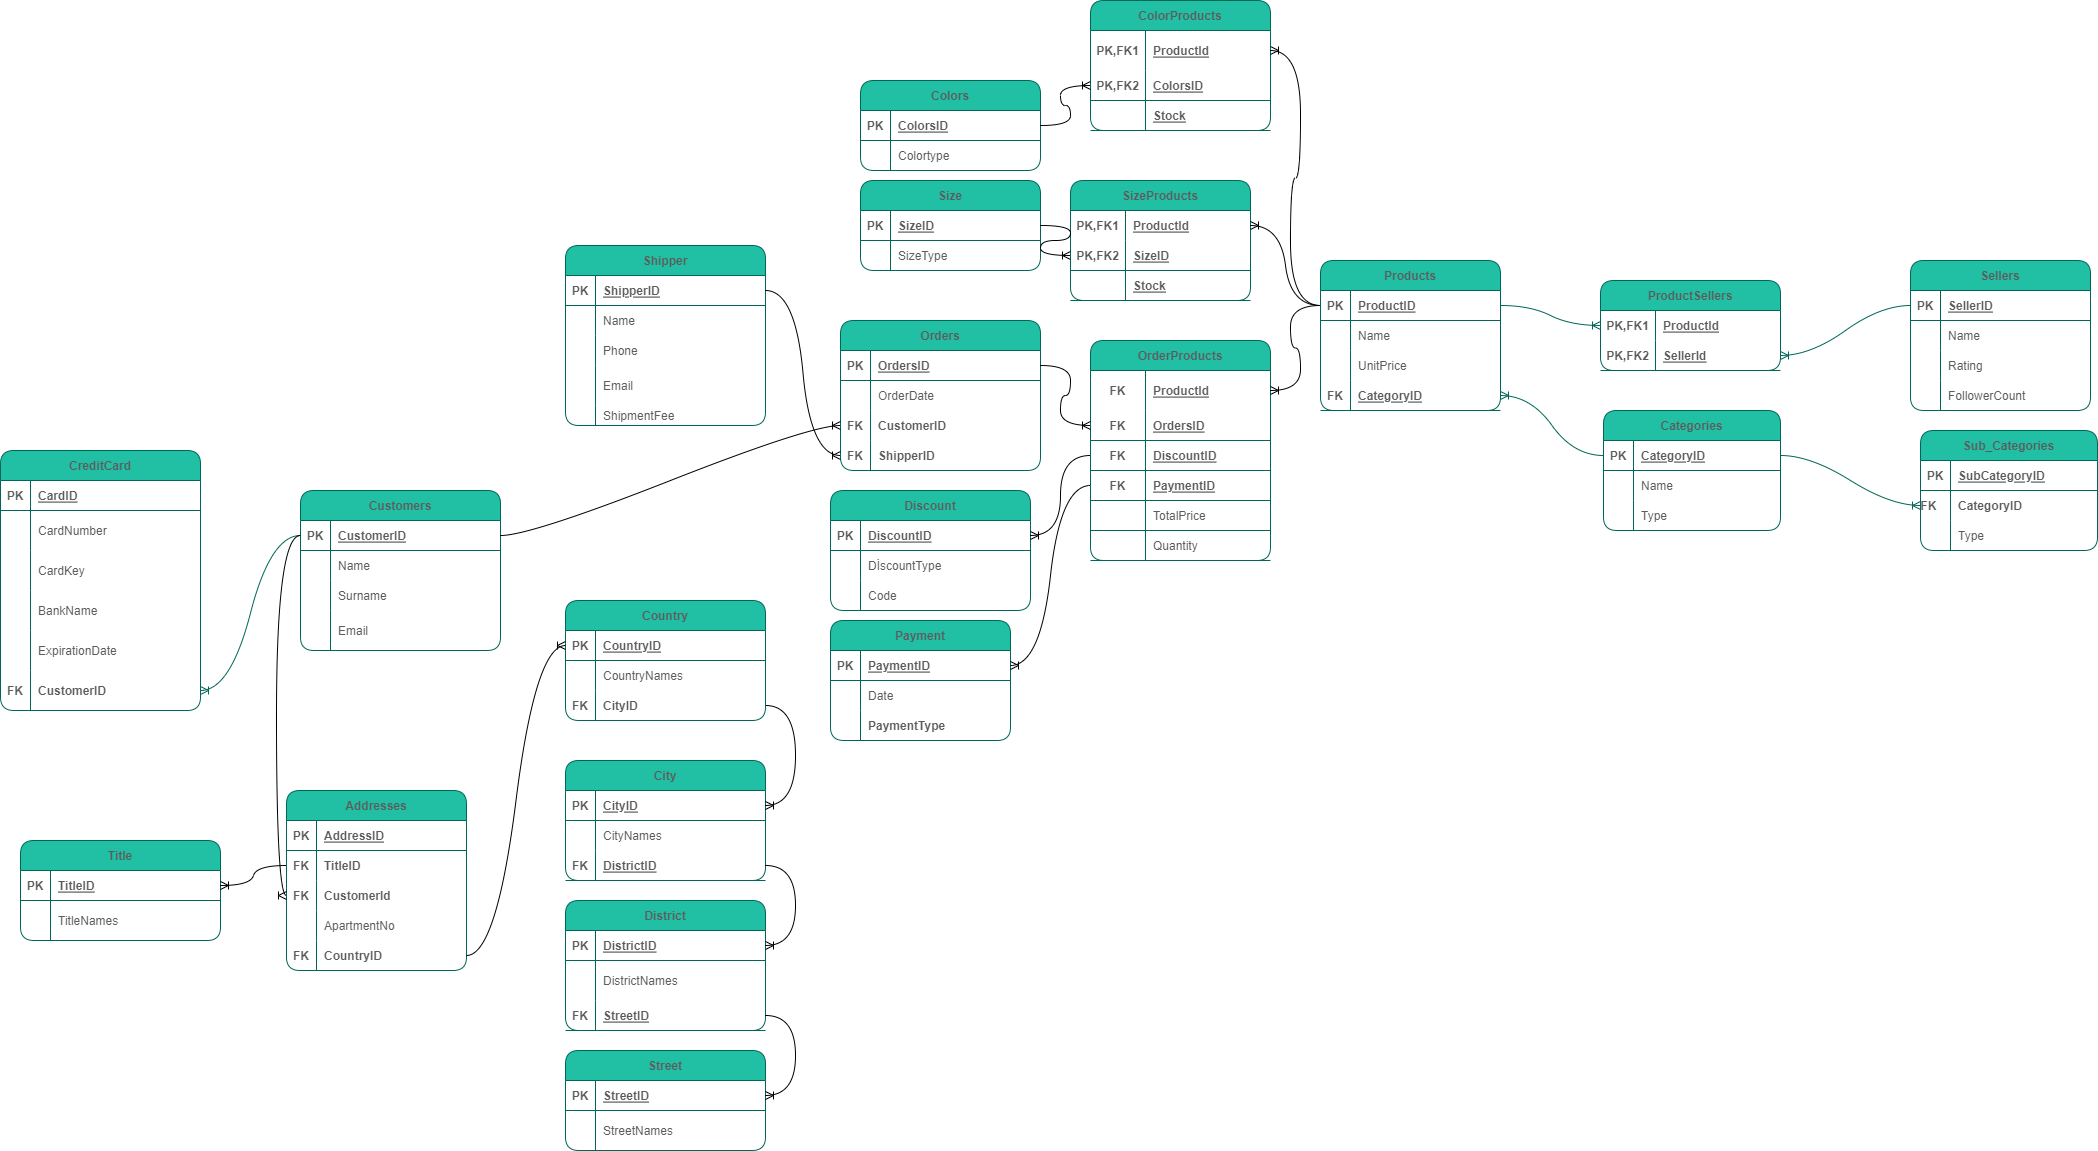 ColorProducts
PK,FK1 ProductId
PK,FK2 ColorsID
Stock
Colors
PK ColorsID
Colortype
Size
PK SizeID
SizeType
SizeProducts
PK,FK1 ProductId
PK,FK2 SizeID
Stock
Shipper
PK ShipperID
Name
Phone
Email
ShipmentFee
Orders
PK OrdersID
OrderDate
FK CustomerID
FK ShipperID
OrderProducts
FK ProductId
FK OrdersID
FK DiscountID
FK PaymentID
TotalPrice
Quantity
Products
PK ProductID
Name
UnitPrice
FK CategoryID
ProductSellers
PK,FK1 ProductId
PK,FK2 SellerId
Sellers
PK SellerID
Name
Rating
FollowerCount
Categories
PK CategoryID
Name
Type
Sub_Categories
PK SubCategoryID
FK CategoryID
Type
CreditCard
PK CardID
CardNumber
CardKey
BankName
ExpirationDate
FK CustomerID
Customers
PK CustomerID
Name
Surname
Email
Discount
PK DiscountID
DİscountType
Code
Payment
PK PaymentID
Date
PaymentType
Country
PK CountryID
CountryNames
FK CityID
City
PK CityID
CityNames
FK DistrictID
District
PK DistrictID
DistrictNames
FK StreetID
Street
PK StreetID
StreetNames
Addresses
PK AddressID
FK TitleID
FK CustomerId
ApartmentNo
FK CountryID
Title
PK TitleID
TitleNames